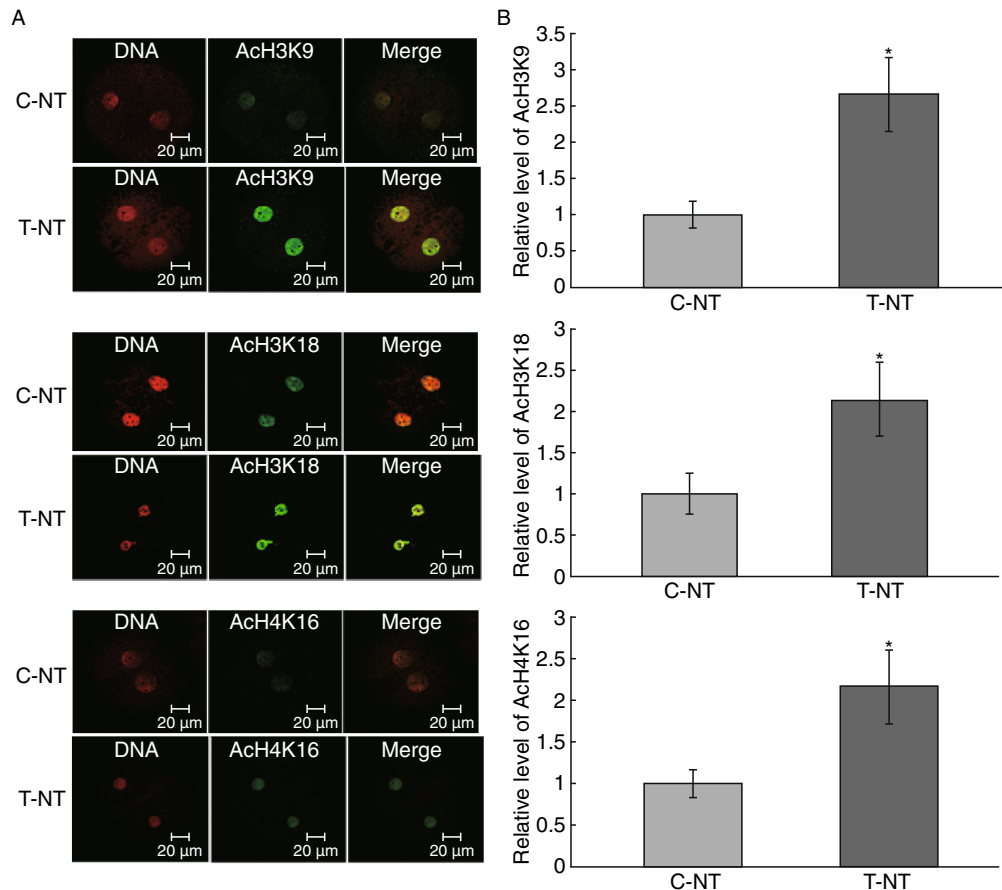 A
DNA AcH3K9 Merge
C-NT
20 µm 20 µm 20 µm
DNA AcH3K9 Merge
T-NT
20 µm 20 µm 20 µm
DNA AcH3K18 Merge
C-NT
20 µm 20 µm 20 µm
DNA AcH3K18 Merge
T-NT
20 µm 20 µm 20 µm
DNA AcH4K16 Merge
C-NT
20 µm 20 µm 20 µm
DNA AcH4K16 Merge
T-NT
20 µm 20 µm 20 µm
B
Relative level of AcH3K9
3.5
3
2.5
2
1.5
1
0.5
0
*
C-NT T-NT
Relative level of AcH3K18
3
2.5
2
1.5
1
0.5
0
*
C-NT T-NT
Relative level of AcH4K16
3
2.5
2
1.5
1
0.5
0
*
C-NT T-NT